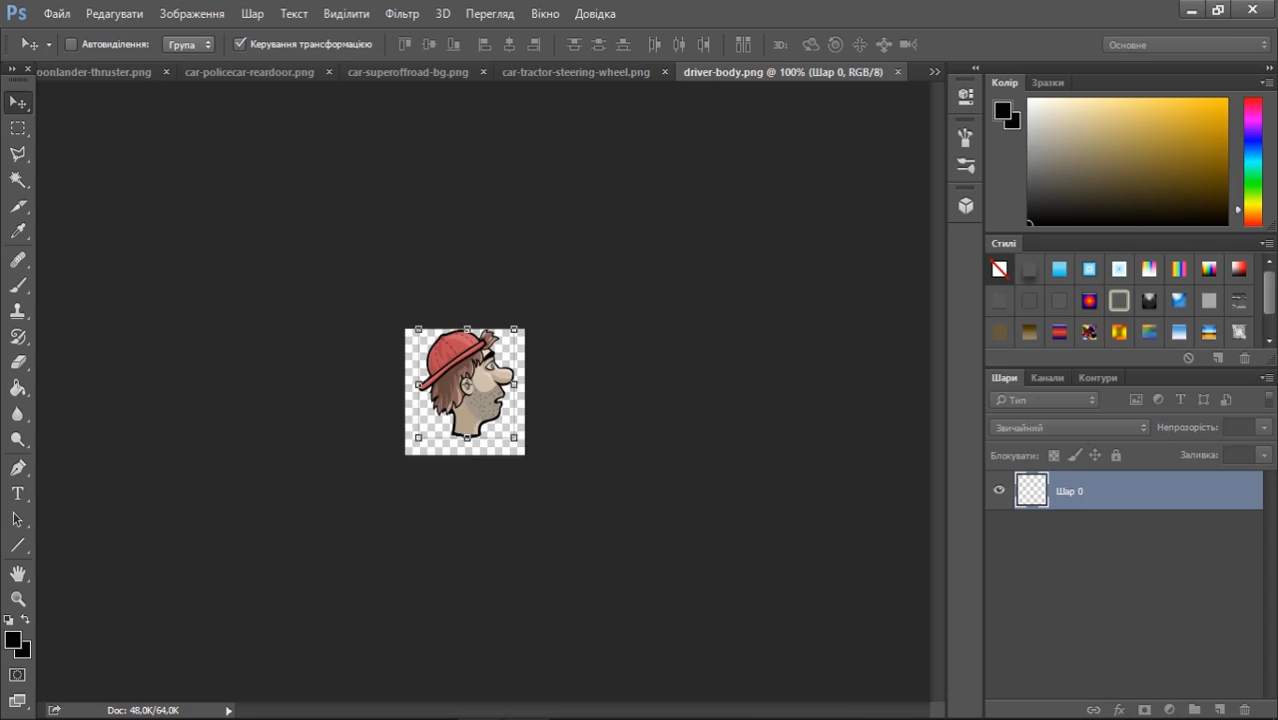 Ps Файл Редагувати Зображення Шар Текст Виділити Фільтр 3D Перегляд Вікно Довідка
Автовиділення: Група Керування трансформацією 3D: Основне
oonlander-thruster.png × car-policecar-reardoor.png × car-superoffroad-bg.png × car-tractor-steering-wheel.png × driver-body.png @ 100% (Шар 0, RGB/8) ×
Колір Зразки
Стилі
Шари Канали Контури
Тип
Звичайний Непрозорість:
Блокувати: Заливка:
Шар 0
Doc: 48,0K/64,0K